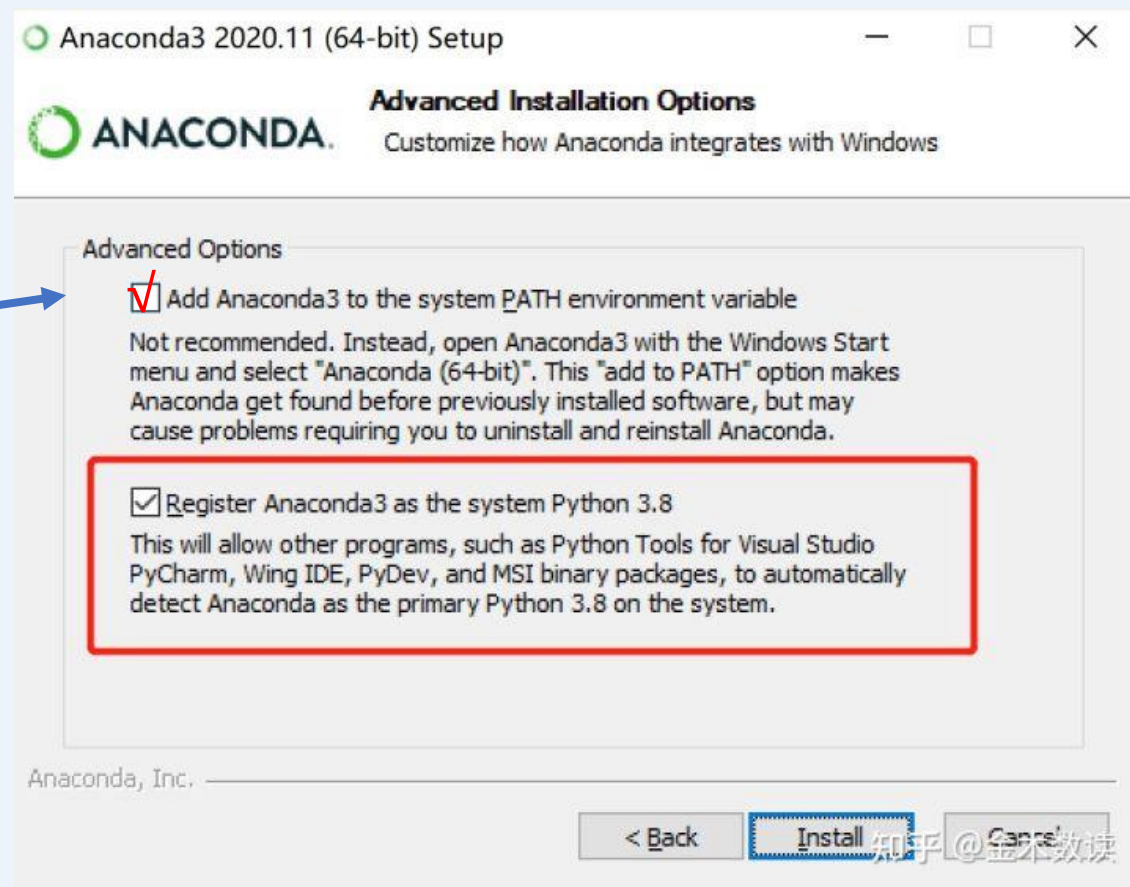 Anaconda3 2020.11 (64-bit) Setup
ANACONDA.
Advanced Installation Options
Customize how Anaconda integrates with Windows
Advanced Options
√ Add Anaconda3 to the system PATH environment variable
Not recommended. Instead, open Anaconda3 with the Windows Start
menu and select "Anaconda (64-bit)". This "add to PATH" option makes
Anaconda get found before previously installed software, but may
cause problems requiring you to uninstall and reinstall Anaconda.
Register Anaconda3 as the system Python 3.8
This will allow other programs, such as Python Tools for Visual Studio
PyCharm, Wing IDE, PyDev, and MSI binary packages, to automatically
detect Anaconda as the primary Python 3.8 on the system.
Anaconda, Inc.
< Back
Install
Cancel
知乎 @金木数读